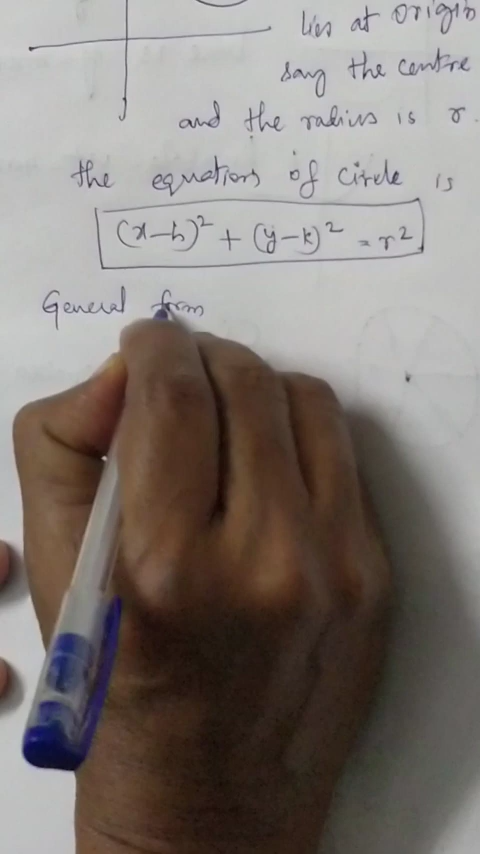 lies at origin
say the centre
and the radius is r.
the equations of circle is
(x-h)² + (y-k)² = r²
General form